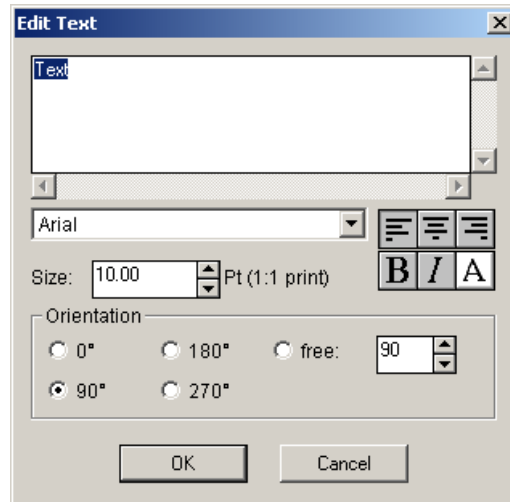 Edit Text
Text
Arial
B I A
Size: 10.00 Pt (1:1 print)
Orientation
0° 180° free: 90
90° 270°
OK Cancel